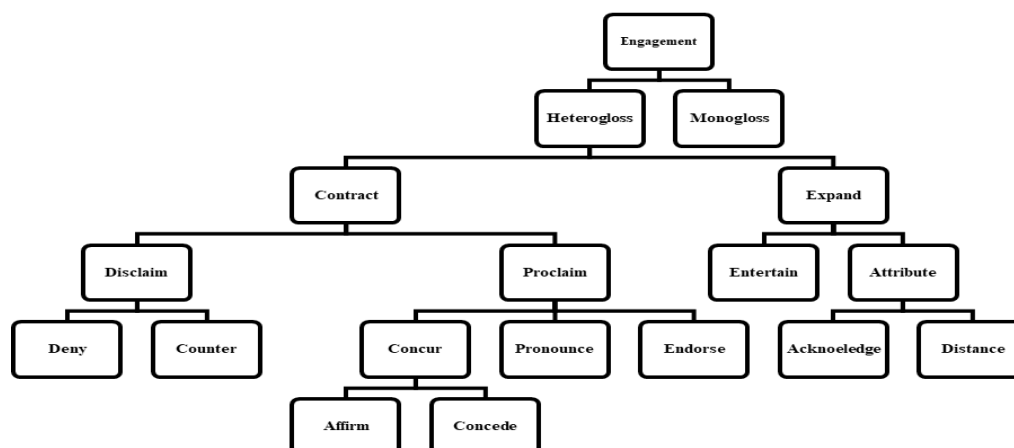 Engagement
Heterogloss Monogloss
Contract Expand
Disclaim Proclaim Entertain Attribute
Deny Counter Concur Pronounce Endorse Acknoeledge Distance
Affirm Concede